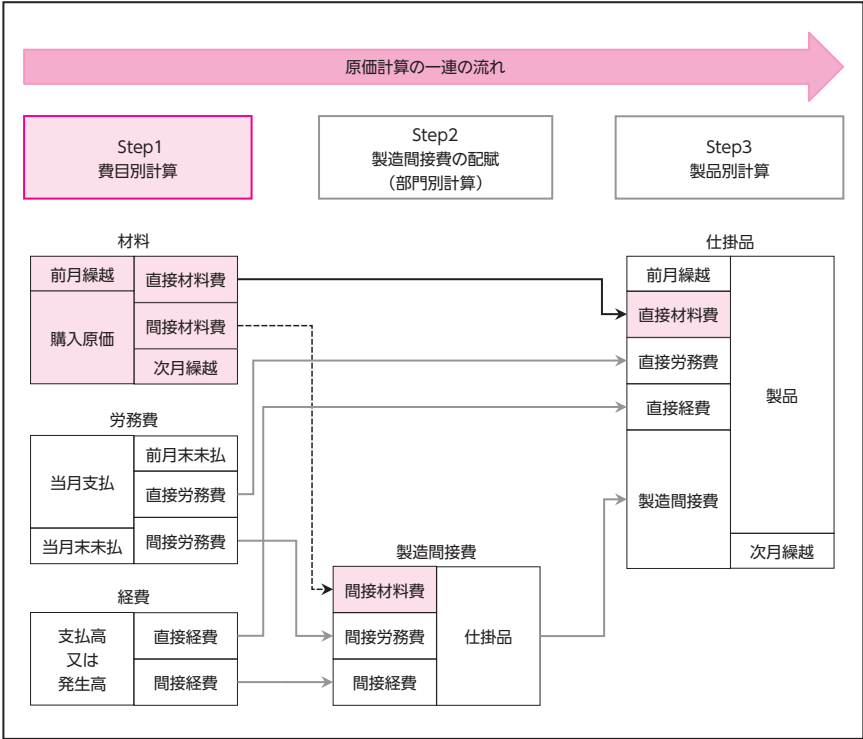 原価計算の一連の流れ
Step1
費目別計算
Step2
製造間接費の配賦
（部門別計算）
Step3
製品別計算
材料
前月繰越
購入原価
直接材料費
間接材料費
次月繰越
労務費
当月支払
当月末未払
前月末未払
直接労務費
間接労務費
経費
支払高
又は
発生高
直接経費
間接経費
製造間接費
間接材料費
間接労務費
間接経費
仕掛品
仕掛品
前月繰越
直接材料費
直接労務費
直接経費
製造間接費
製品
次月繰越